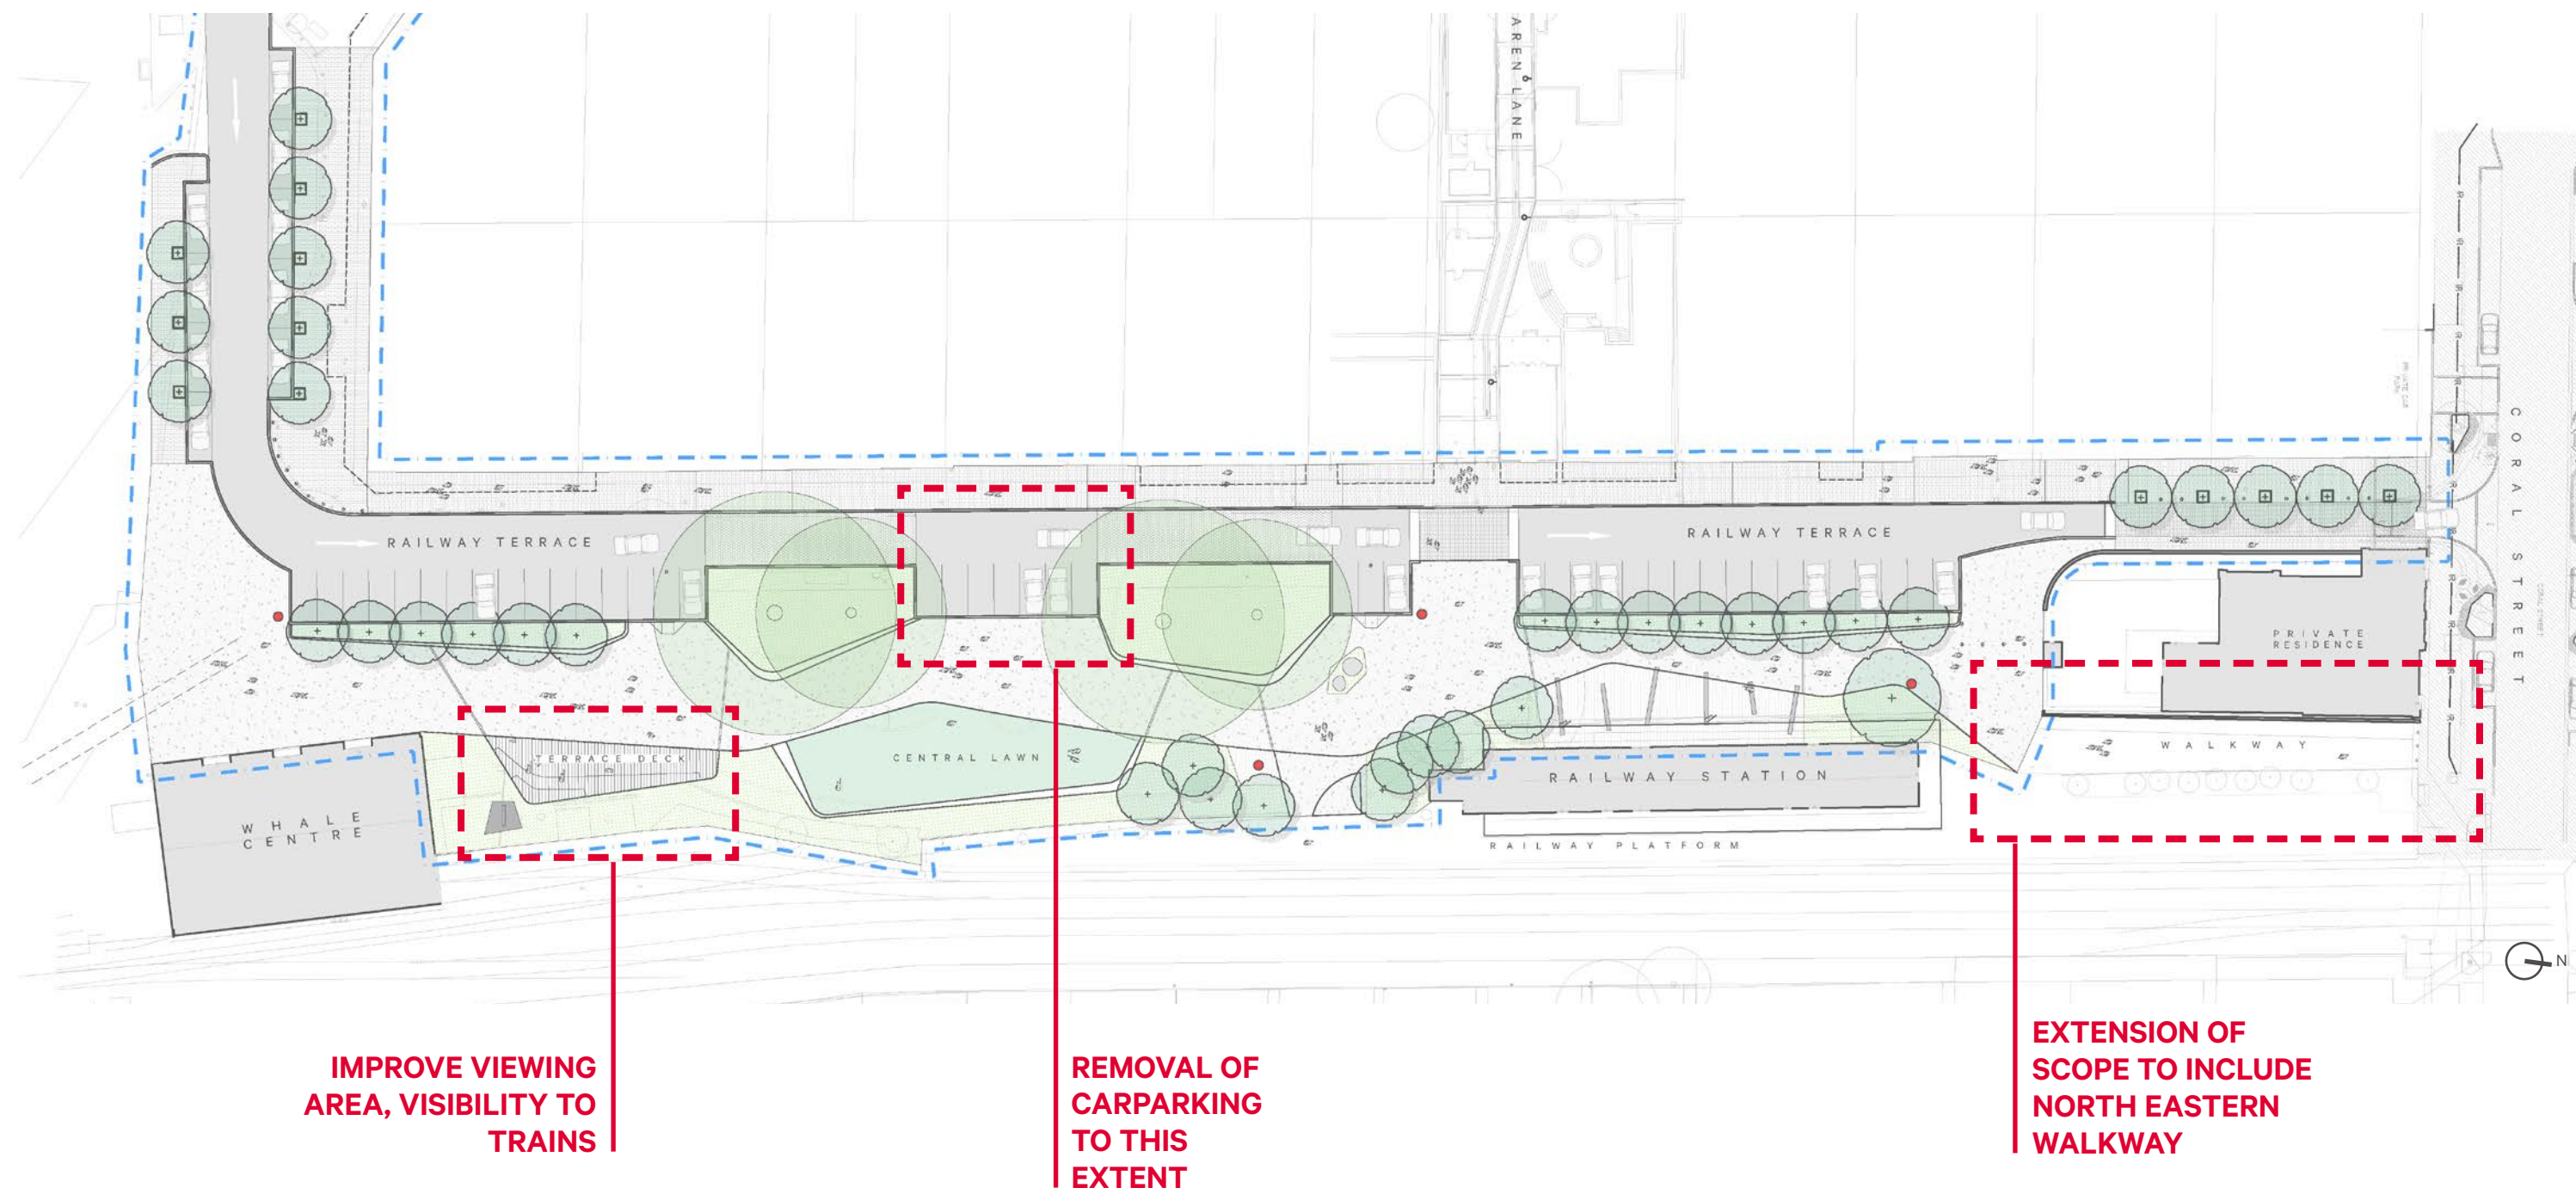 AREN LANE
RAILWAY TERRACE
RAILWAY TERRACE
CORAL STREET
PRIVATE
RESIDENCE
TERRACE DECK
CENTRAL LAWN
WALKWAY
RAILWAY STATION
WHALE
CENTRE
RAILWAY PLATFORM
N
IMPROVE VIEWING
AREA, VISIBILITY TO
TRAINS
REMOVAL OF
CARPARKING
TO THIS
EXTENT
EXTENSION OF
SCOPE TO INCLUDE
NORTH EASTERN
WALKWAY